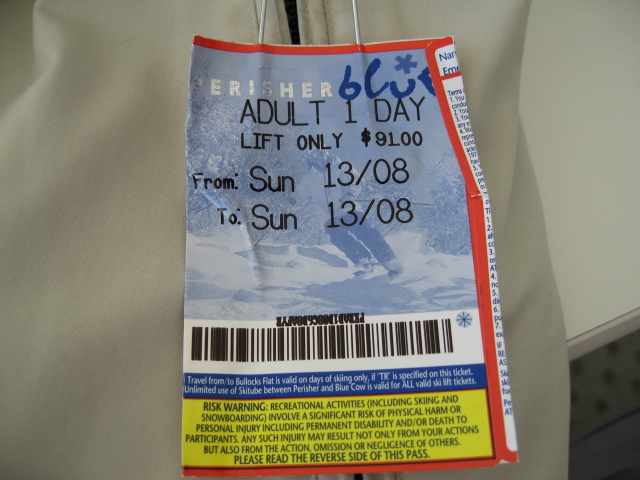 PERISHER blue
ADULT 1 DAY
LIFT ONLY $91.00
From: Sun 13/08
To: Sun 13/08
Travel from/to Bullocks Flat is valid on days of skiing only, if "TR" is specified on this ticket.
Unlimited use of Skitube between Perisher and Blue Cow is valid for ALL valid ski lift tickets.
RISK WARNING: RECREATIONAL ACTIVITIES (INCLUDING SKIING AND
SNOWBOARDING) INVOLVE A SIGNIFICANT RISK OF PHYSICAL HARM OR
PERSONAL INJURY INCLUDING PERMANENT DISABILITY AND/OR DEATH TO
PARTICIPANTS. ANY SUCH INJURY MAY RESULT NOT ONLY FROM YOUR ACTIONS
BUT ALSO FROM THE ACTION, OMISSION OR NEGLIGENCE OF OTHERS.
PLEASE READ THE REVERSE SIDE OF THIS PASS.